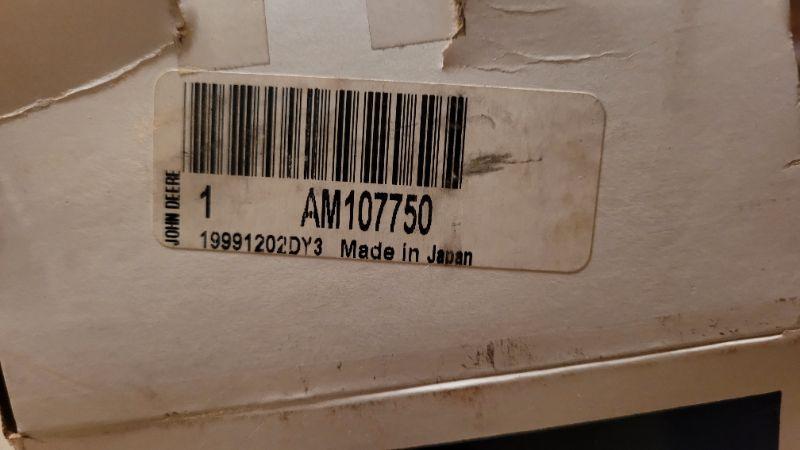 JOHN DEERE
1 AM107750
19991202DY3 Made in Japan